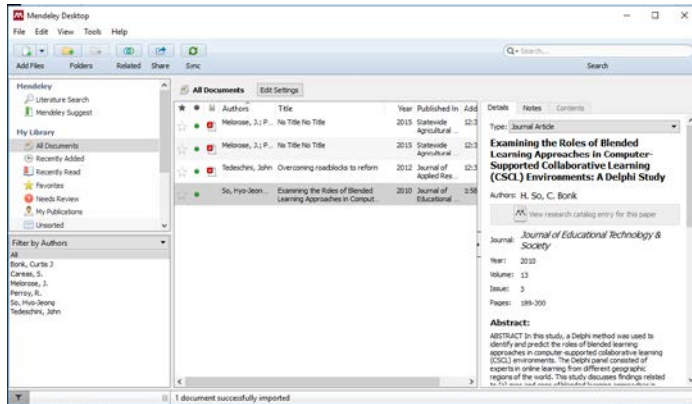 Mendeley Desktop
File Edit View Tools Help
Add Files Folders Related Share Sync
Search...
Search
Mendeley
Literature Search
Mendeley Suggest
My Library
All Documents
Recently Added
Recently Read
Favorites
Needs Review
My Publications
Unsorted
Filter by Authors
All
Bonk, Curtis J
Careas, S.
Melorose, J.
Perroy, R.
So, Hyo-Jeong
Tedeschini, John
All Documents Edit Settings
Authors Title Year Published In Add
Melorose, J.; P... No Title No Title 2015 Statewide Agricultural ... 12:3
Melorose, J.; P... No Title No Title 2015 Statewide Agricultural ... 12:3
Tedeschini, John Overcoming roadblocks to reform 2012 Journal of Applied Res... 12:3
So, Hyo-Jeon... Examining the Roles of Blended Learning Approaches in Comput... 2010 Journal of Educational ... 1:58
Details Notes Contents
Type: Journal Article
Examining the Roles of Blended
Learning Approaches in Computer-
Supported Collaborative Learning
(CSCL) Environments: A Delphi Study
Authors: H. So, C. Bonk
View research catalog entry for this paper
Journal: Journal of Educational Technology &
Society
Year: 2010
Volume: 13
Issue: 3
Pages: 189-200
Abstract:
ABSTRACT In this study, a Delphi method was used to
identify and predict the roles of blended learning
approaches in computer-supported collaborative learning
(CSCL) environments. The Delphi panel consisted of
experts in online learning from different geographic
regions of the world. This study discusses findings related
1 document successfully imported